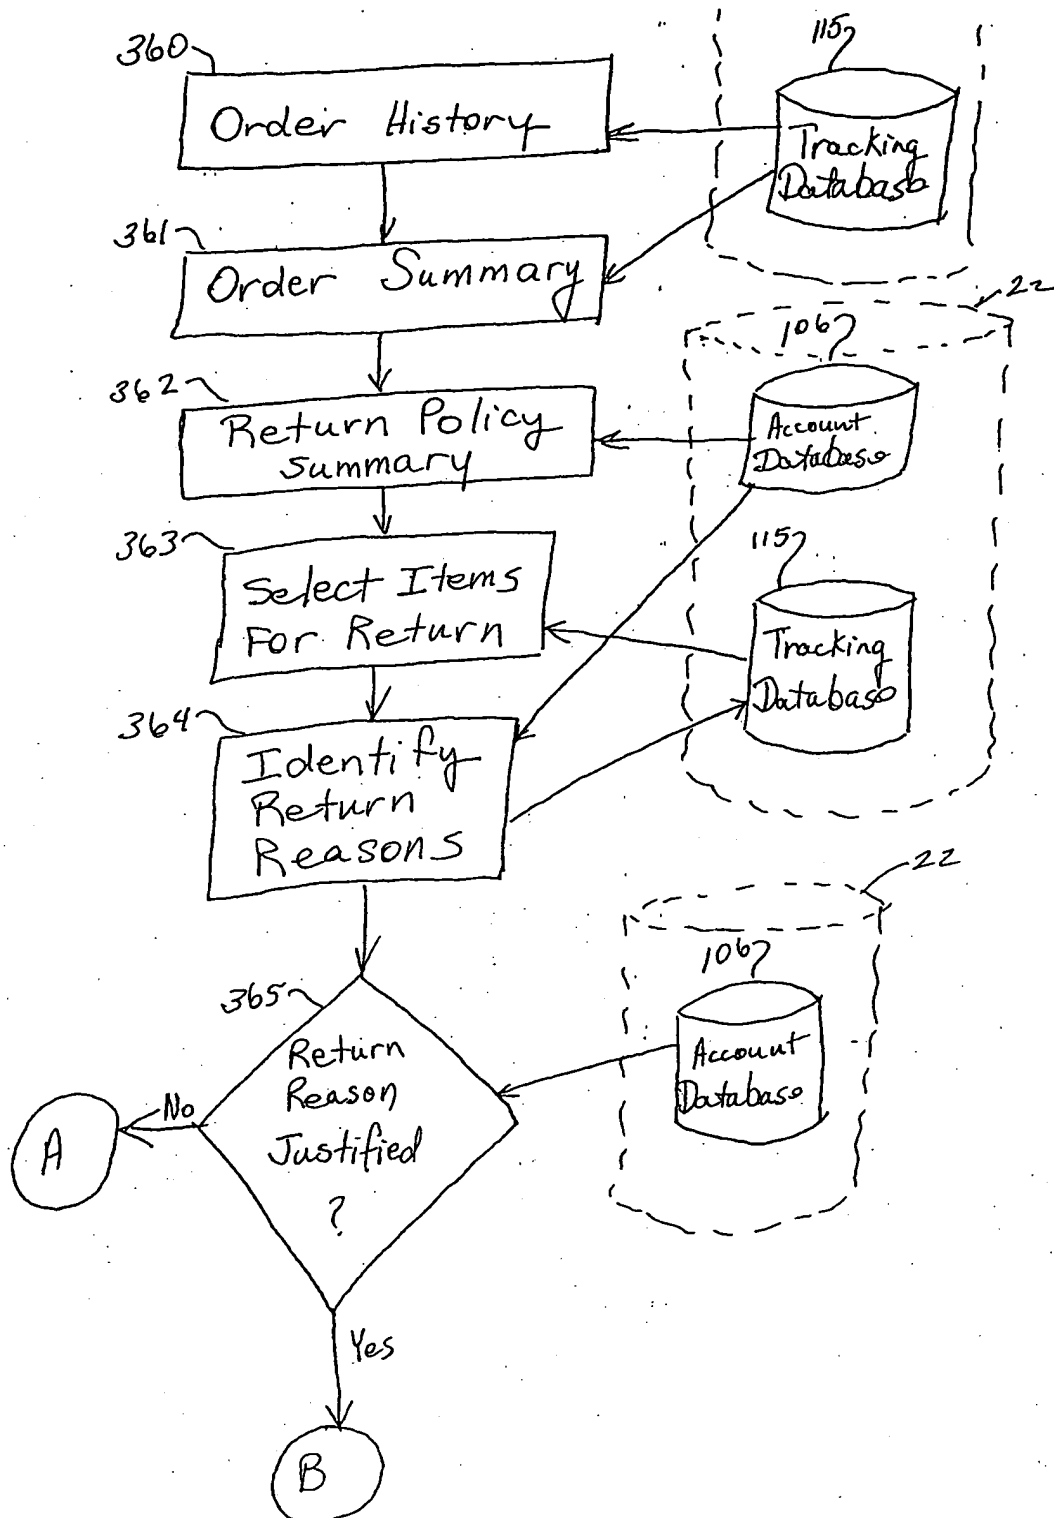 360
115
Order History
Tracking
Database
361
Order Summary
22
106
362
Return Policy
Summary
Account
Database
363
115
Select Items
For Return
Tracking
Database
364
Identify
Return
Reasons
22
106
365
Return
Reason
Justified
?
Account
Database
No
A
Yes
B